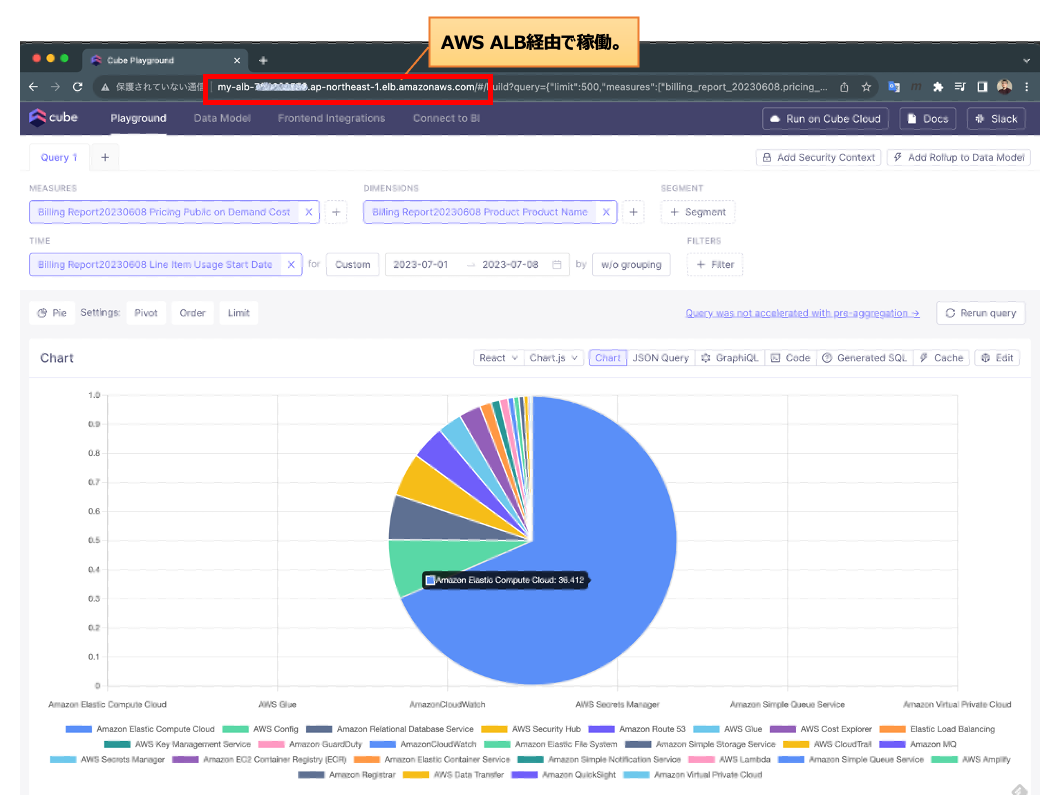 AWS ALB経由で稼働。
Cube Playground
保護されていない通信
my-alb- .ap-northeast-1.elb.amazonaws.com/#/build?query={"limit":500,"measures":["billing_report_20230608.pricing_...
cube Playground Data Model Frontend Integrations Connect to BI Run on Cube Cloud Docs Slack
Query 1 + Add Security Context Add Rollup to Data Model
MEASURES DIMENSIONS SEGMENT
Billing Report20230608 Pricing Public on Demand Cost X + Billing Report20230608 Product Product Name X + + Segment
TIME FILTERS
Billing Report20230608 Line Item Usage Start Date X for Custom 2023-07-01 → 2023-07-08 by w/o grouping + Filter
Pie Settings: Pivot Order Limit Query was not accelerated with pre-aggregation → Rerun query
Chart React Chart.js Chart JSON Query GraphiQL Code Generated SQL Cache Edit
1.0
0.9
0.8
0.7
0.6
0.5
0.4
0.3
0.2
0.1
0
Amazon Elastic Compute Cloud: 36.412
Amazon Elastic Compute Cloud AWS Glue AmazonCloudWatch AWS Secrets Manager Amazon Simple Queue Service Amazon Virtual Private Cloud
Amazon Elastic Compute Cloud AWS Config Amazon Relational Database Service AWS Security Hub Amazon Route 53 AWS Glue AWS Cost Explorer Elastic Load Balancing
AWS Key Management Service Amazon GuardDuty AmazonCloudWatch Amazon Elastic File System Amazon Simple Storage Service AWS CloudTrail Amazon MQ
AWS Secrets Manager Amazon EC2 Container Registry (ECR) Amazon Elastic Container Service Amazon Simple Notification Service AWS Lambda Amazon Simple Queue Service AWS Amplify
Amazon Registrar AWS Data Transfer Amazon QuickSight Amazon Virtual Private Cloud